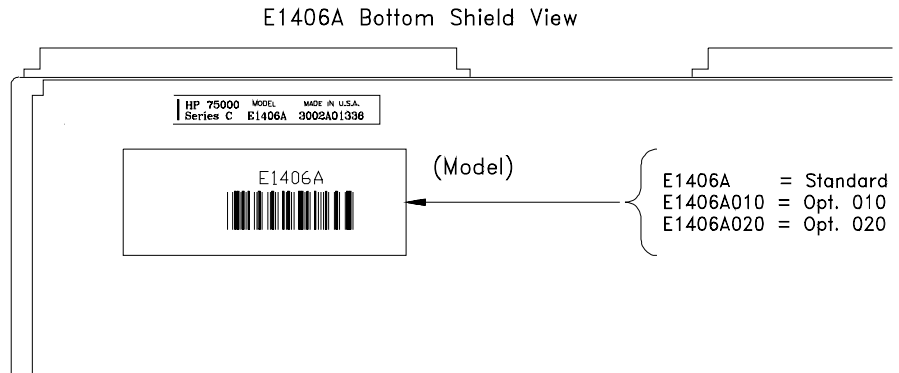 E1406A Bottom Shield View
HP 75000 MODEL MADE IN U.S.A.
Series C E1406A 3002A01336
E1406A
(Model)
E1406A = Standard
E1406A010 = Opt. 010
E1406A020 = Opt. 020